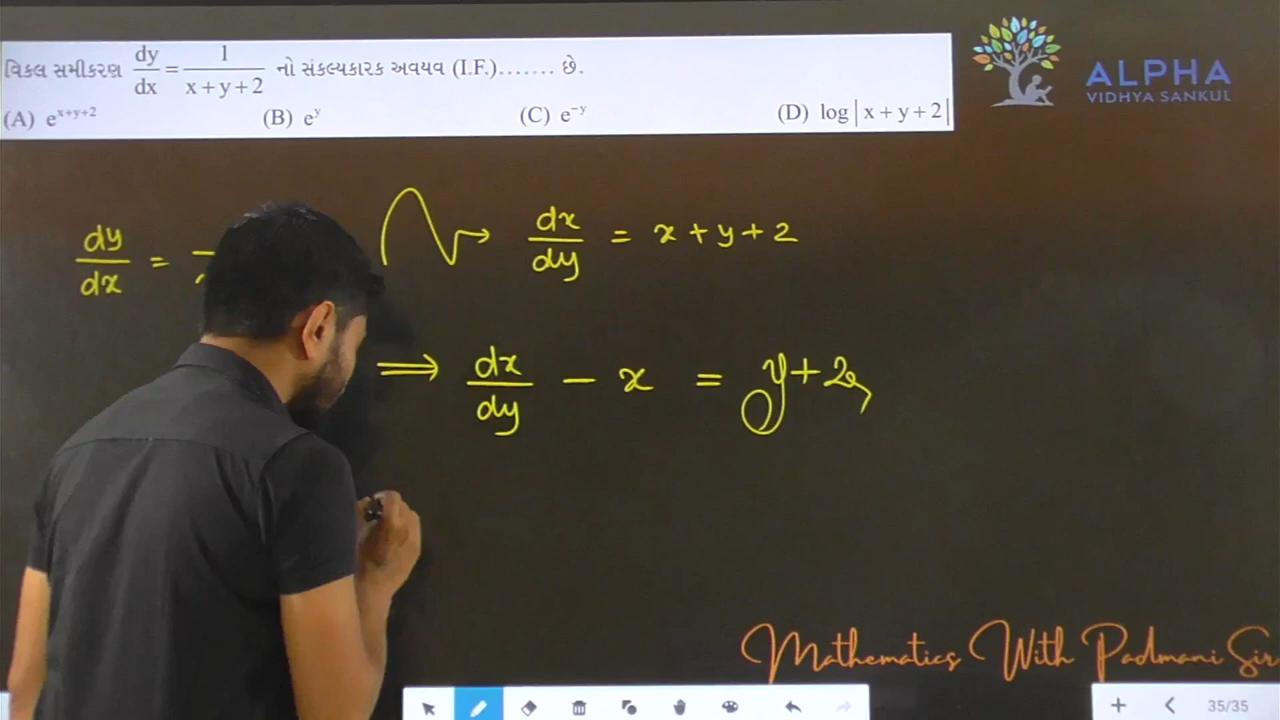 વિકલ સમીકરણ dy/dx = 1/(x+y+2) નો સંકલ્યકારક અવયવ (I.F.)....... છે.
(A) e^(x+y+2) (B) e^y (C) e^(-y) (D) log|x+y+2|
ALPHA
VIDHYA SANKUL
dy/dx =
dx/dy = x+y+2
⟹ dx/dy - x = y+2,
Mathematics With Padmani Sir
35/35